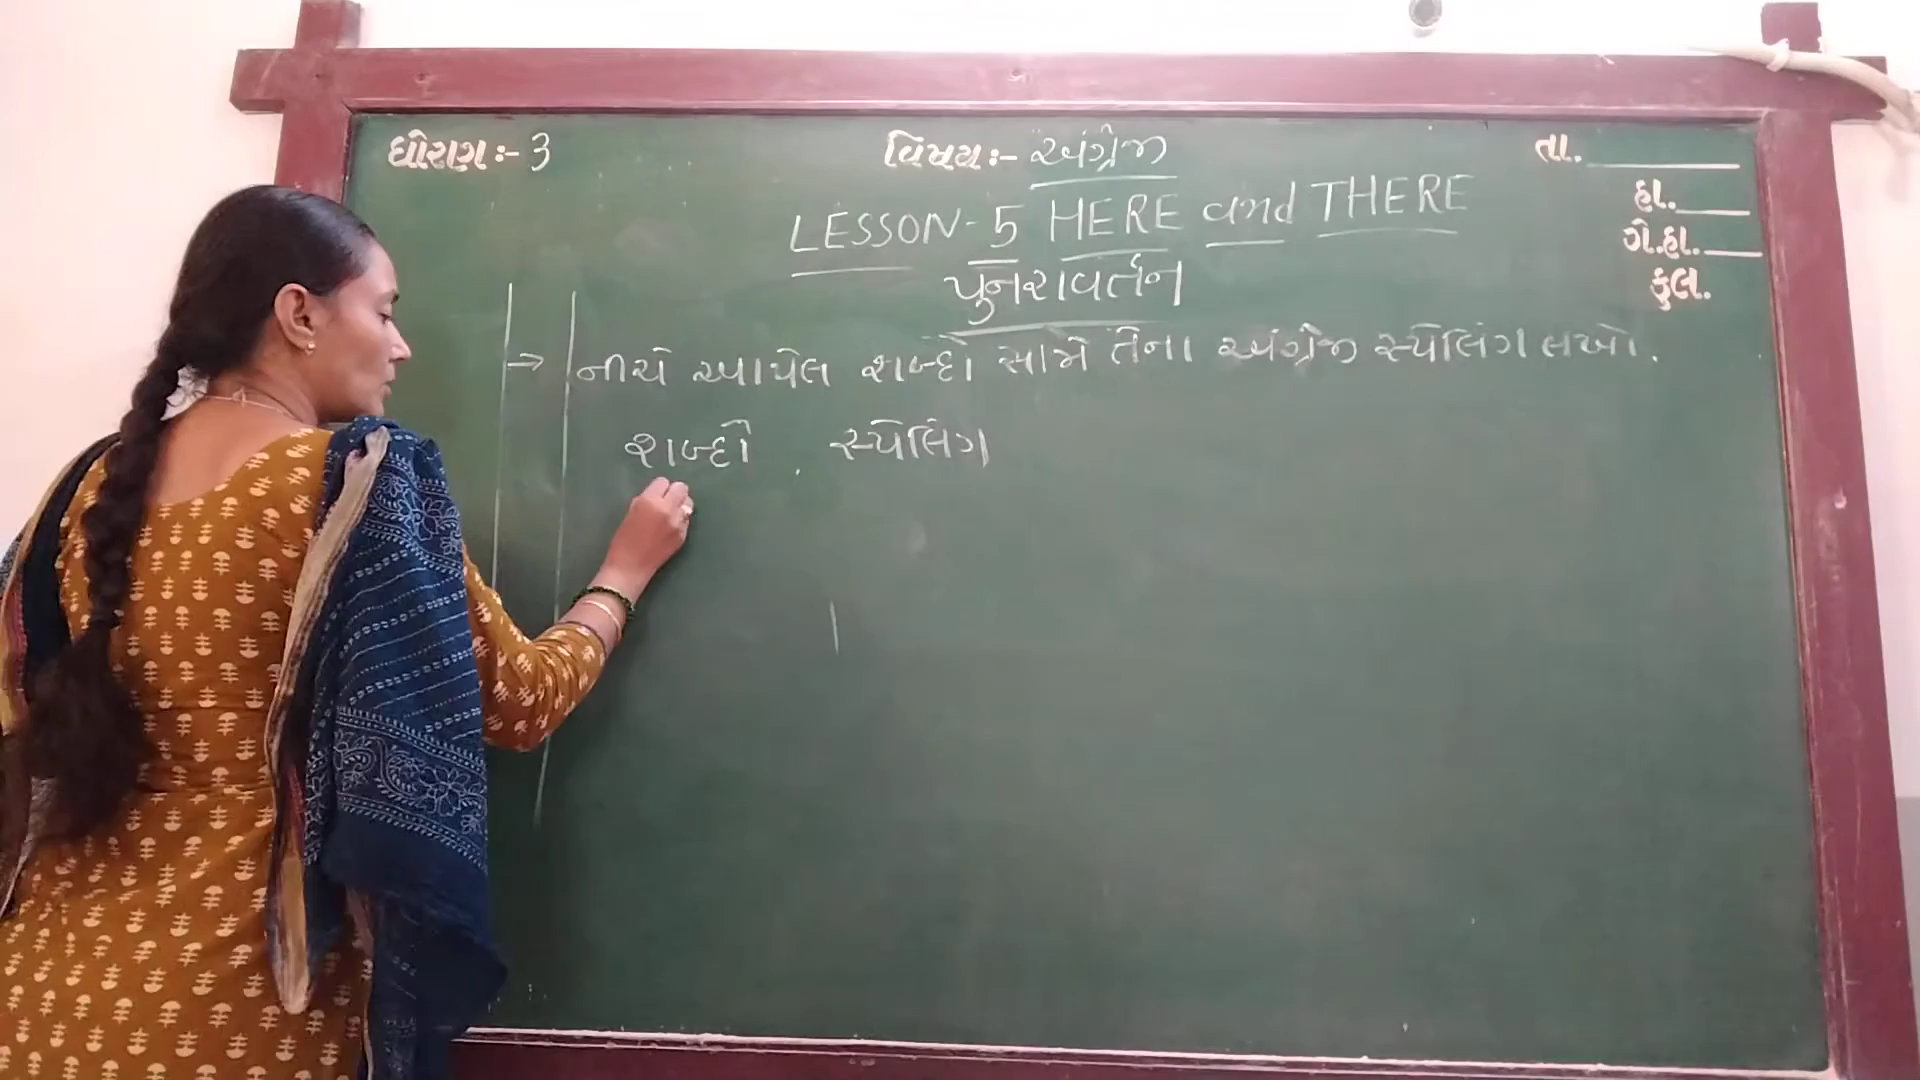 ધોરણ:- 3 વિષય:- અંગ્રેજી તા.
હા.
ગે.હા.
કુલ.
LESSON-5 HERE and THERE
પુનરાવર્તન
→ નીચે આપેલ શબ્દો સામે તેના અંગ્રેજી સ્પેલિંગ લખો.
શબ્દો . સ્પેલિંગ